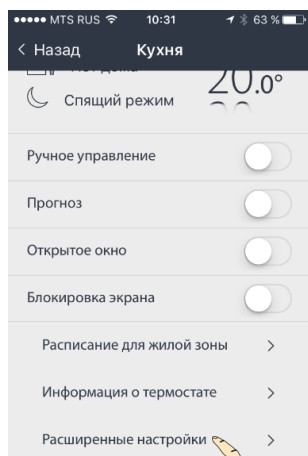 MTS RUS 10:31 63 %
Назад Кухня
Спящий режим 20.0°
Ручное управление
Прогноз
Открытое окно
Блокировка экрана
Расписание для жилой зоны
Информация о термостате
Расширенные настройки